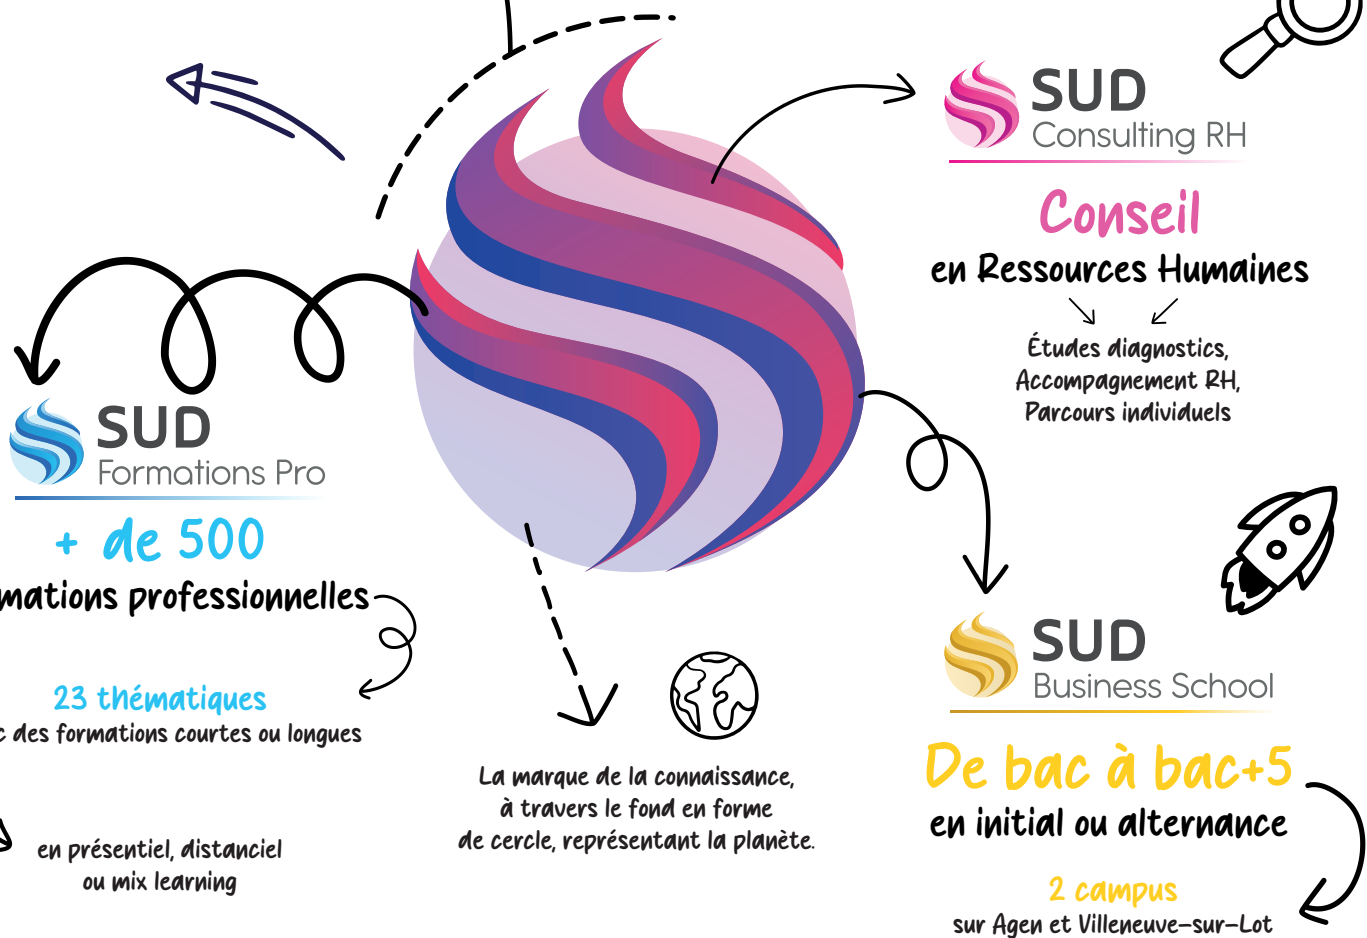 SUD
Consulting RH
Conseil
en Ressources Humaines
Études diagnostics,
Accompagnement RH,
Parcours individuels
SUD
Formations Pro
+ de 500
mations professionnelles
23 thématiques
c des formations courtes ou longues
en présentiel, distanciel
ou mix learning
La marque de la connaissance,
à travers le fond en forme
de cercle, représentant la planète.
SUD
Business School
De bac à bac+5
en initial ou alternance
2 campus
sur Agen et Villeneuve-sur-Lot